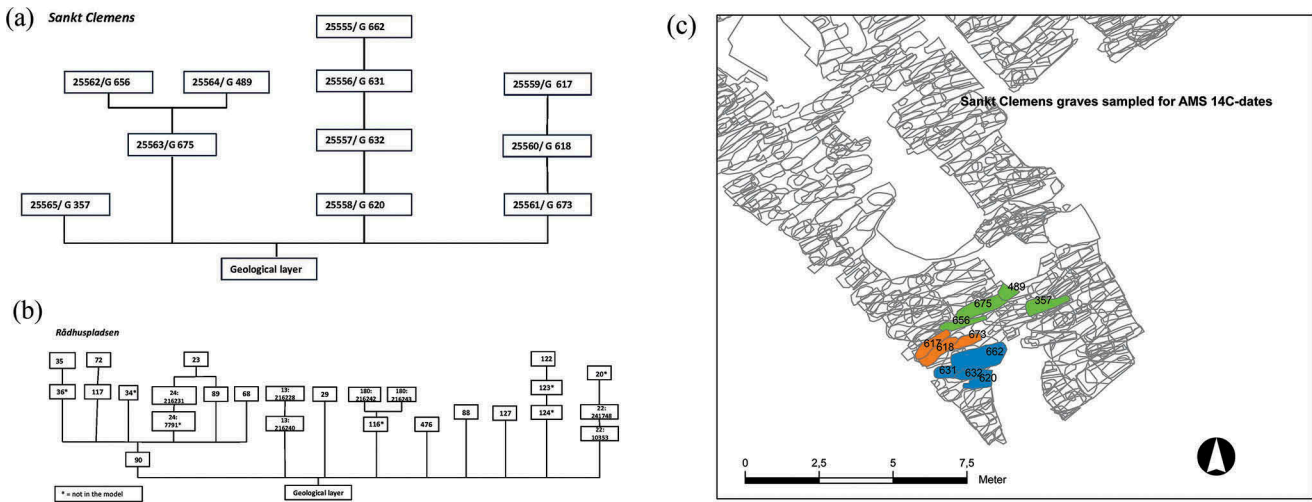 (a)
Sankt Clemens
25555/ G 662
25562/G 656
25564/ G 489
25556/ G 631
25559/ G  617
25563/ G 675
25557/ G 632
25560/ G 618
25565/ G 357
25558/ G 620
25561/ G 673
Geological layer
(b)
Rådhuspladsen
35
72
23
122
36*
117
34*
24:
216231
89
68
13:
216228
29
180:
216242
180:
216243
123*
20*
24:
7791*
13:
216240
116*
476
88
127
124*
22:
241748
22:
10353
90
* = not in the model
Geological layer
(c)
Sankt Clemens graves sampled for AMS 14C-dates
489
675
357
656
673
617
618
662
631
632
620
0
2,5
5
7,5
Meter